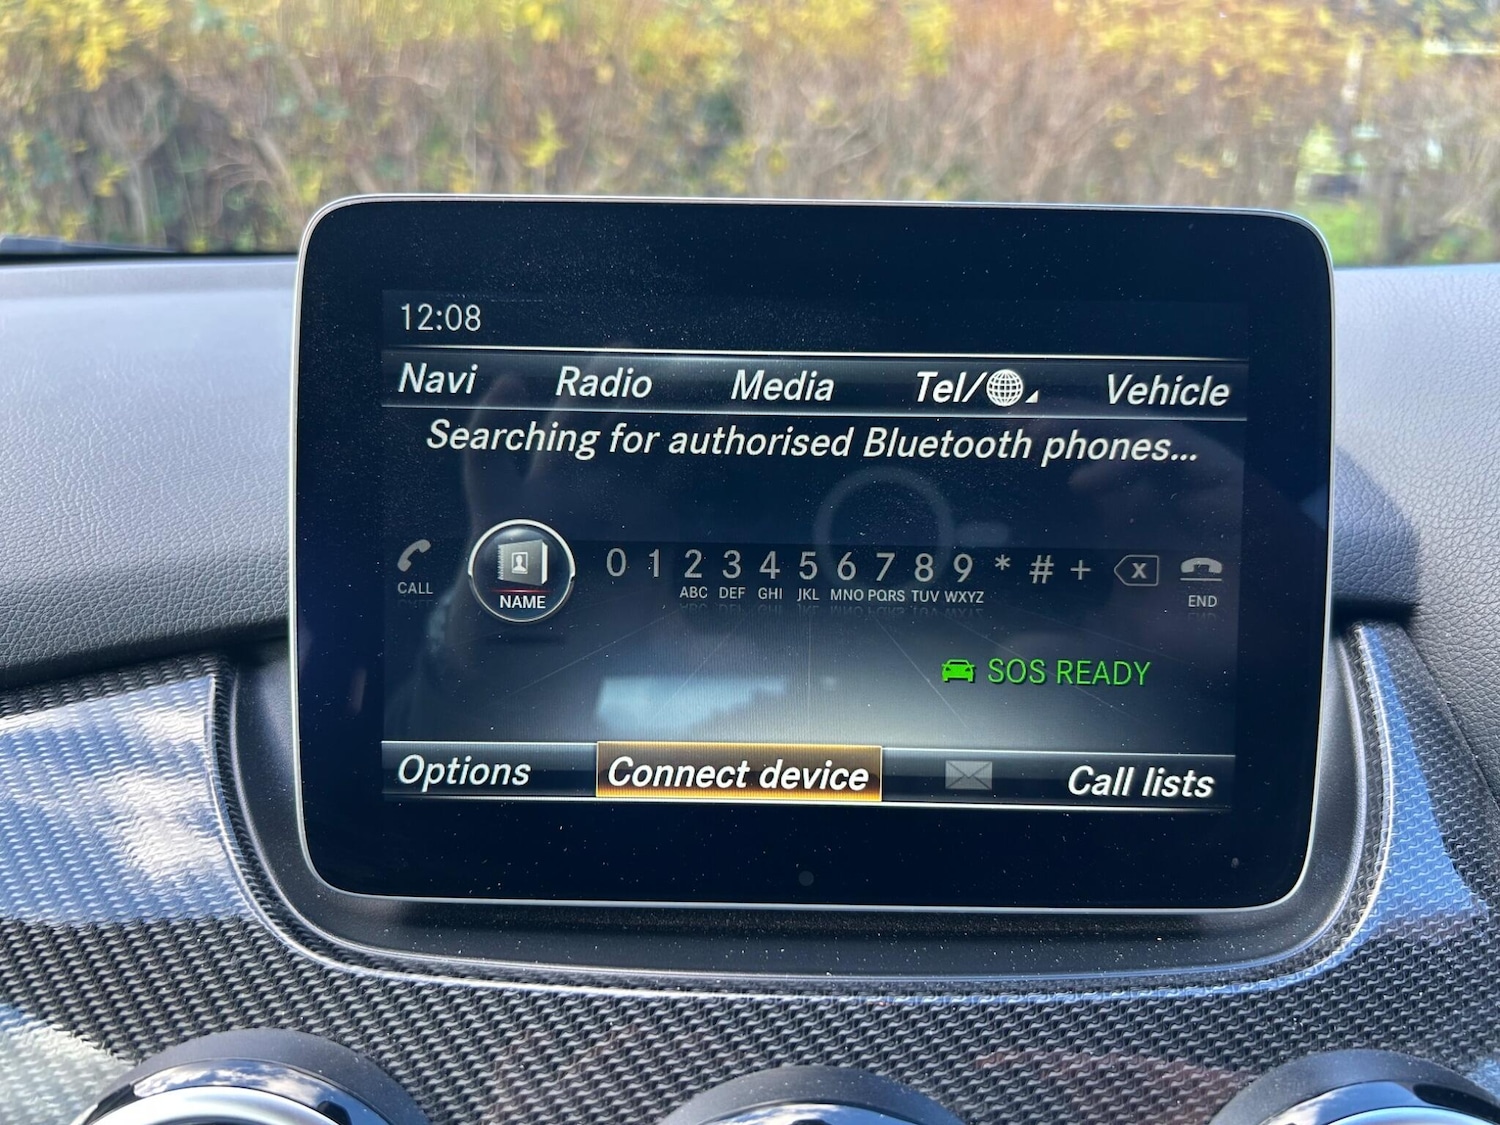 12:08
Navi Radio Media Tel/ Vehicle
Searching for authorised Bluetooth phones...
CALL NAME 0 1 2 3 4 5 6 7 8 9 * # + X END
ABC DEF GHI JKL MNO PQRS TUV WXYZ
SOS READY
Options Connect device Call lists